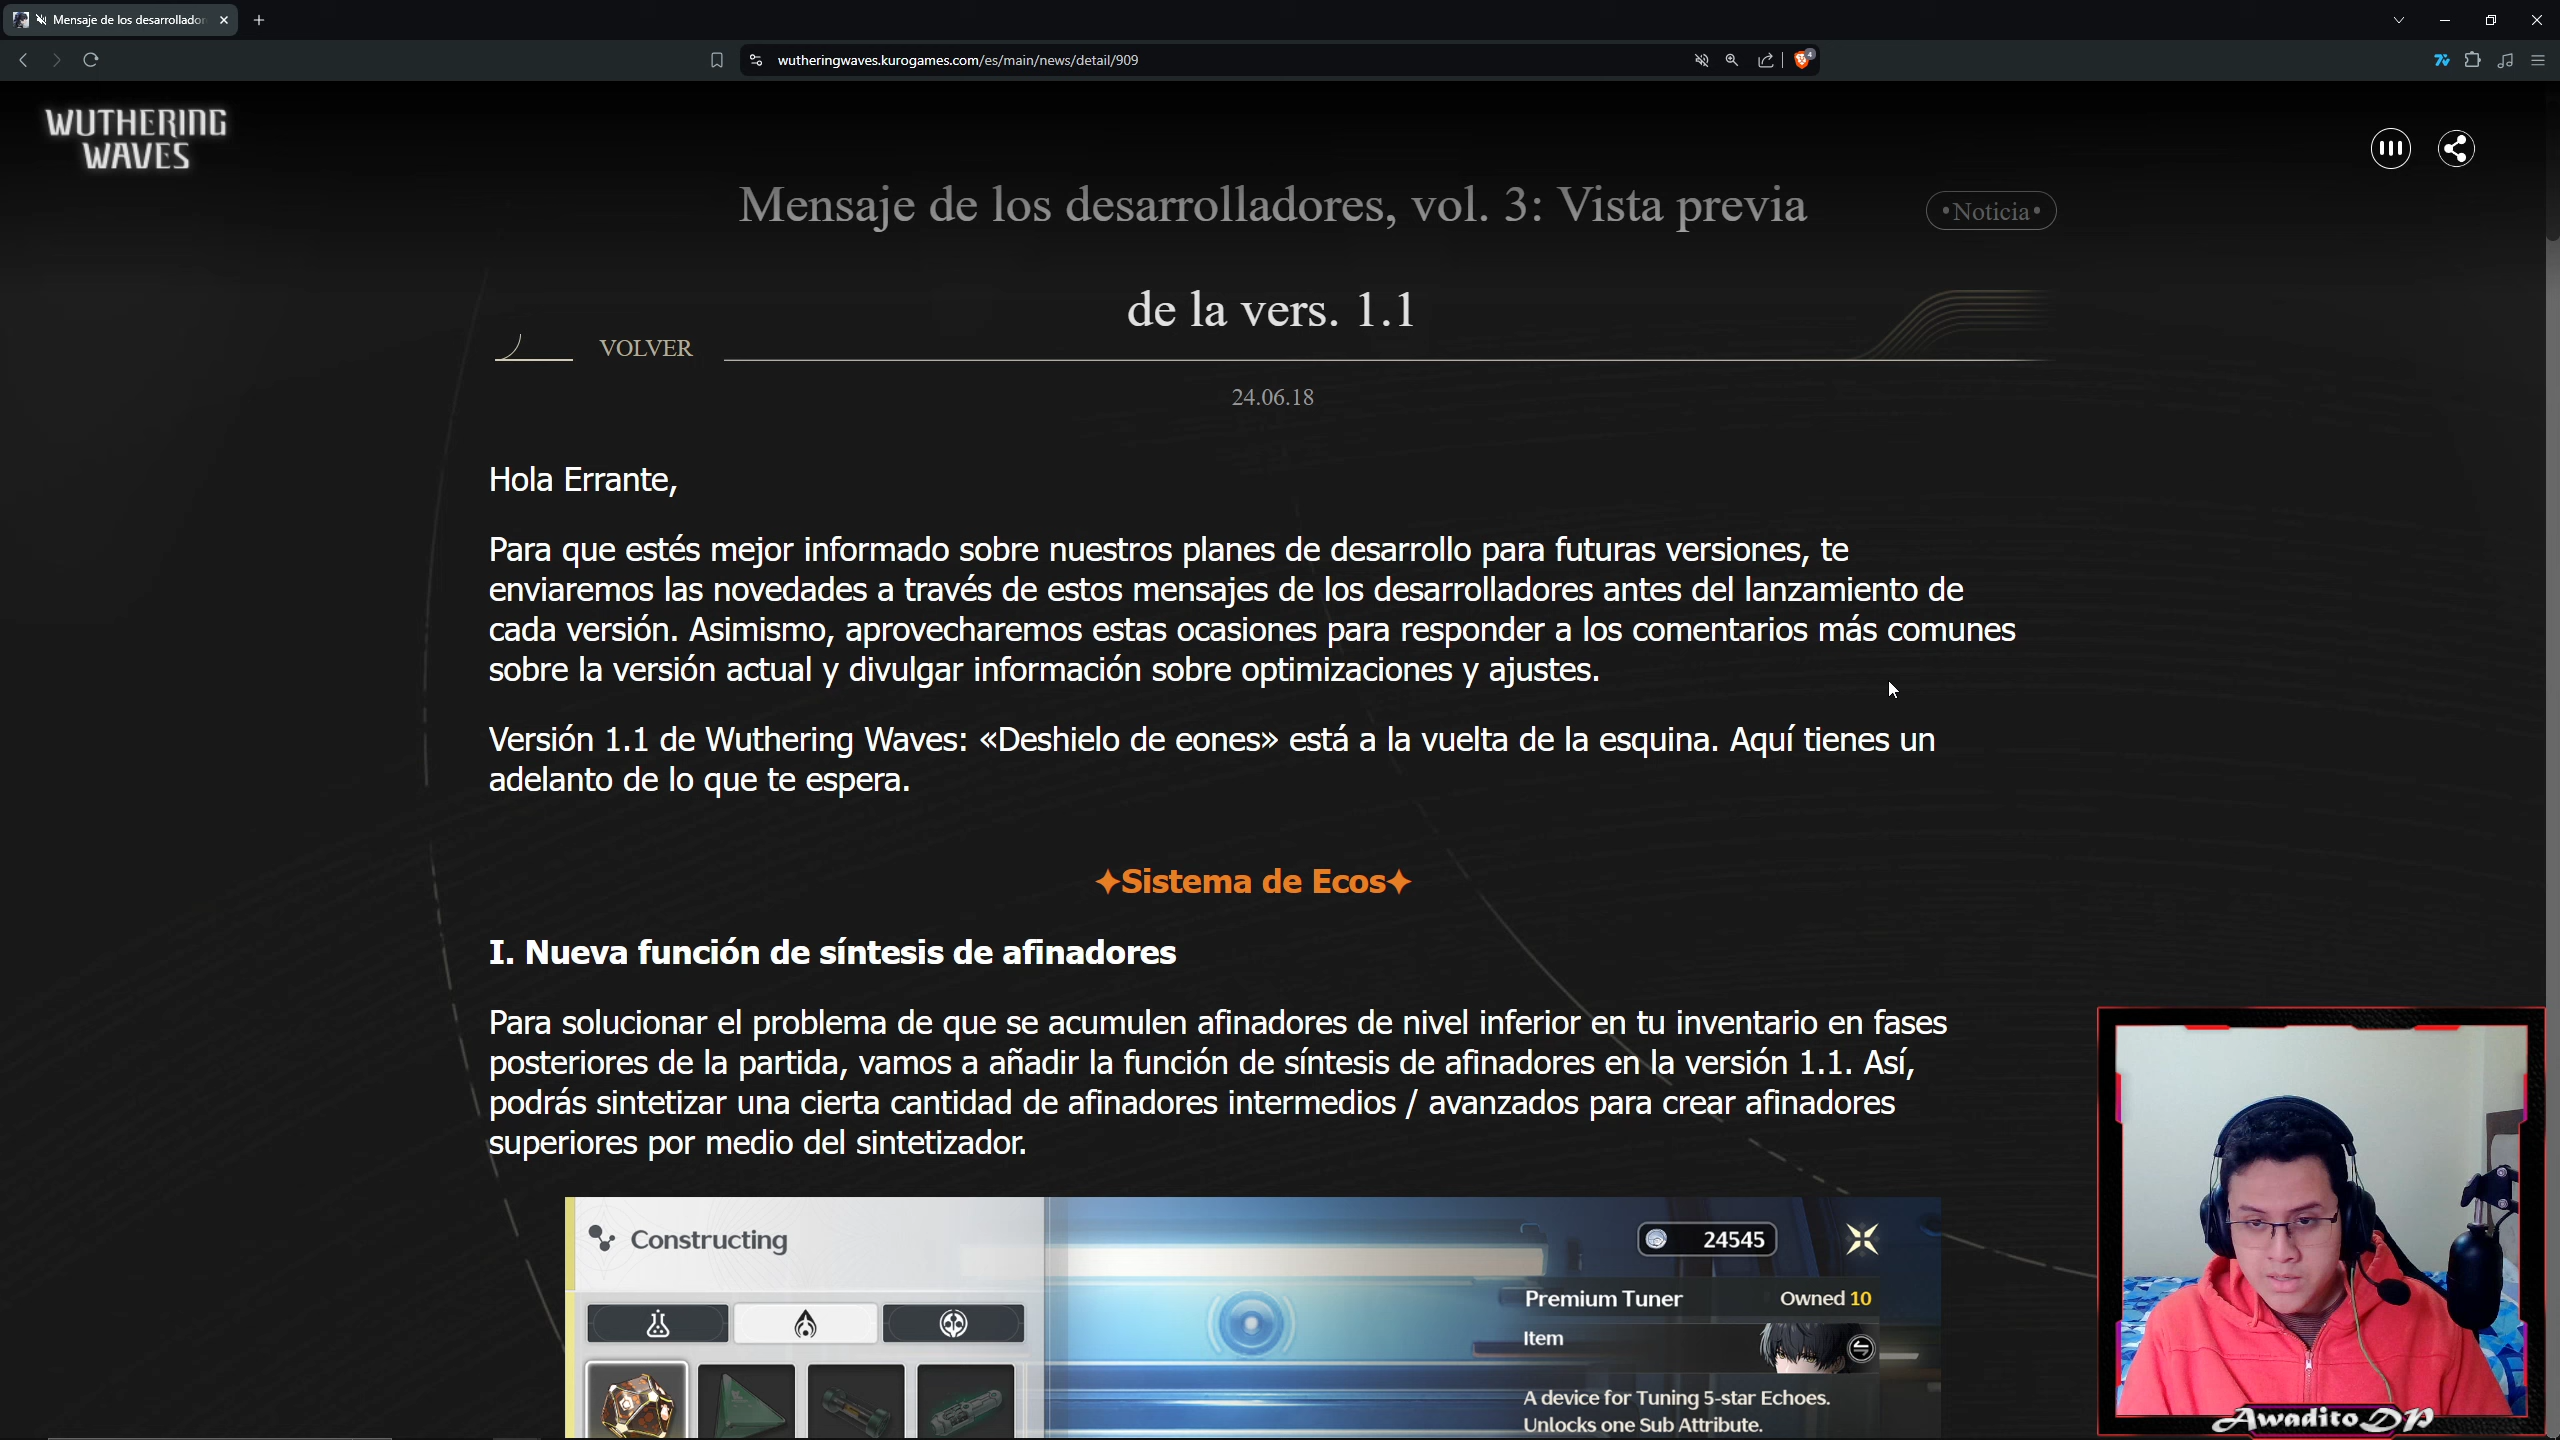 Mensaje de los desarrollador
wutheringwaves.kurogames.com/es/main/news/detail/909
4
WUTHERING
WAVES
Mensaje de los desarrolladores, vol. 3: Vista previa
•Noticia•
de la vers. 1.1
VOLVER
24.06.18
Hola Errante,
Para que estés mejor informado sobre nuestros planes de desarrollo para futuras versiones, te
enviaremos las novedades a través de estos mensajes de los desarrolladores antes del lanzamiento de
cada versión. Asimismo, aprovecharemos estas ocasiones para responder a los comentarios más comunes
sobre la versión actual y divulgar información sobre optimizaciones y ajustes.
Versión 1.1 de Wuthering Waves: «Deshielo de eones» está a la vuelta de la esquina. Aquí tienes un
adelanto de lo que te espera.
✦Sistema de Ecos✦
I. Nueva función de síntesis de afinadores
Para solucionar el problema de que se acumulen afinadores de nivel inferior en tu inventario en fases
posteriores de la partida, vamos a añadir la función de síntesis de afinadores en la versión 1.1. Así,
podrás sintetizar una cierta cantidad de afinadores intermedios / avanzados para crear afinadores
superiores por medio del sintetizador.
Constructing
24545
Premium Tuner
Owned 10
Item
A device for Tuning 5-star Echoes.
Unlocks one Sub Attribute.
AwaditoDP